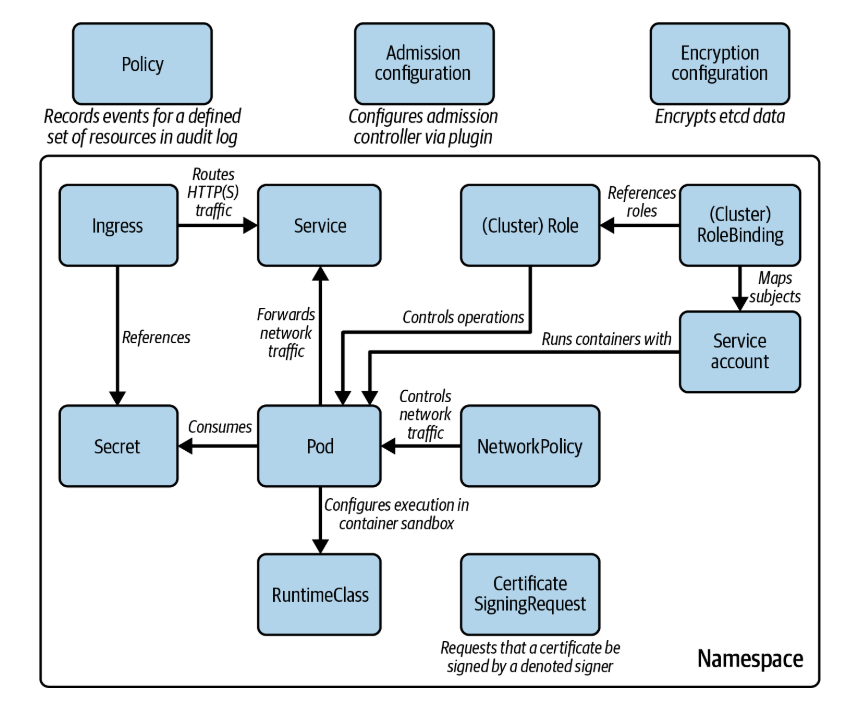 Policy
Records events for a defined
set of resources in audit log
Admission
configuration
Configures admission
controller via plugin
Encryption
configuration
Encrypts etcd data
Ingress
Routes
HTTP(S)
traffic
Service
(Cluster) Role
References
roles
(Cluster)
RoleBinding
Maps
subjects
References
Forwards
network
traffic
Controls operations
Runs containers with
Service
account
Secret
Consumes
Pod
Controls
network
traffic
NetworkPolicy
Configures execution in
container sandbox
RuntimeClass
Certificate
SigningRequest
Requests that a certificate be
signed by a denoted signer
Namespace